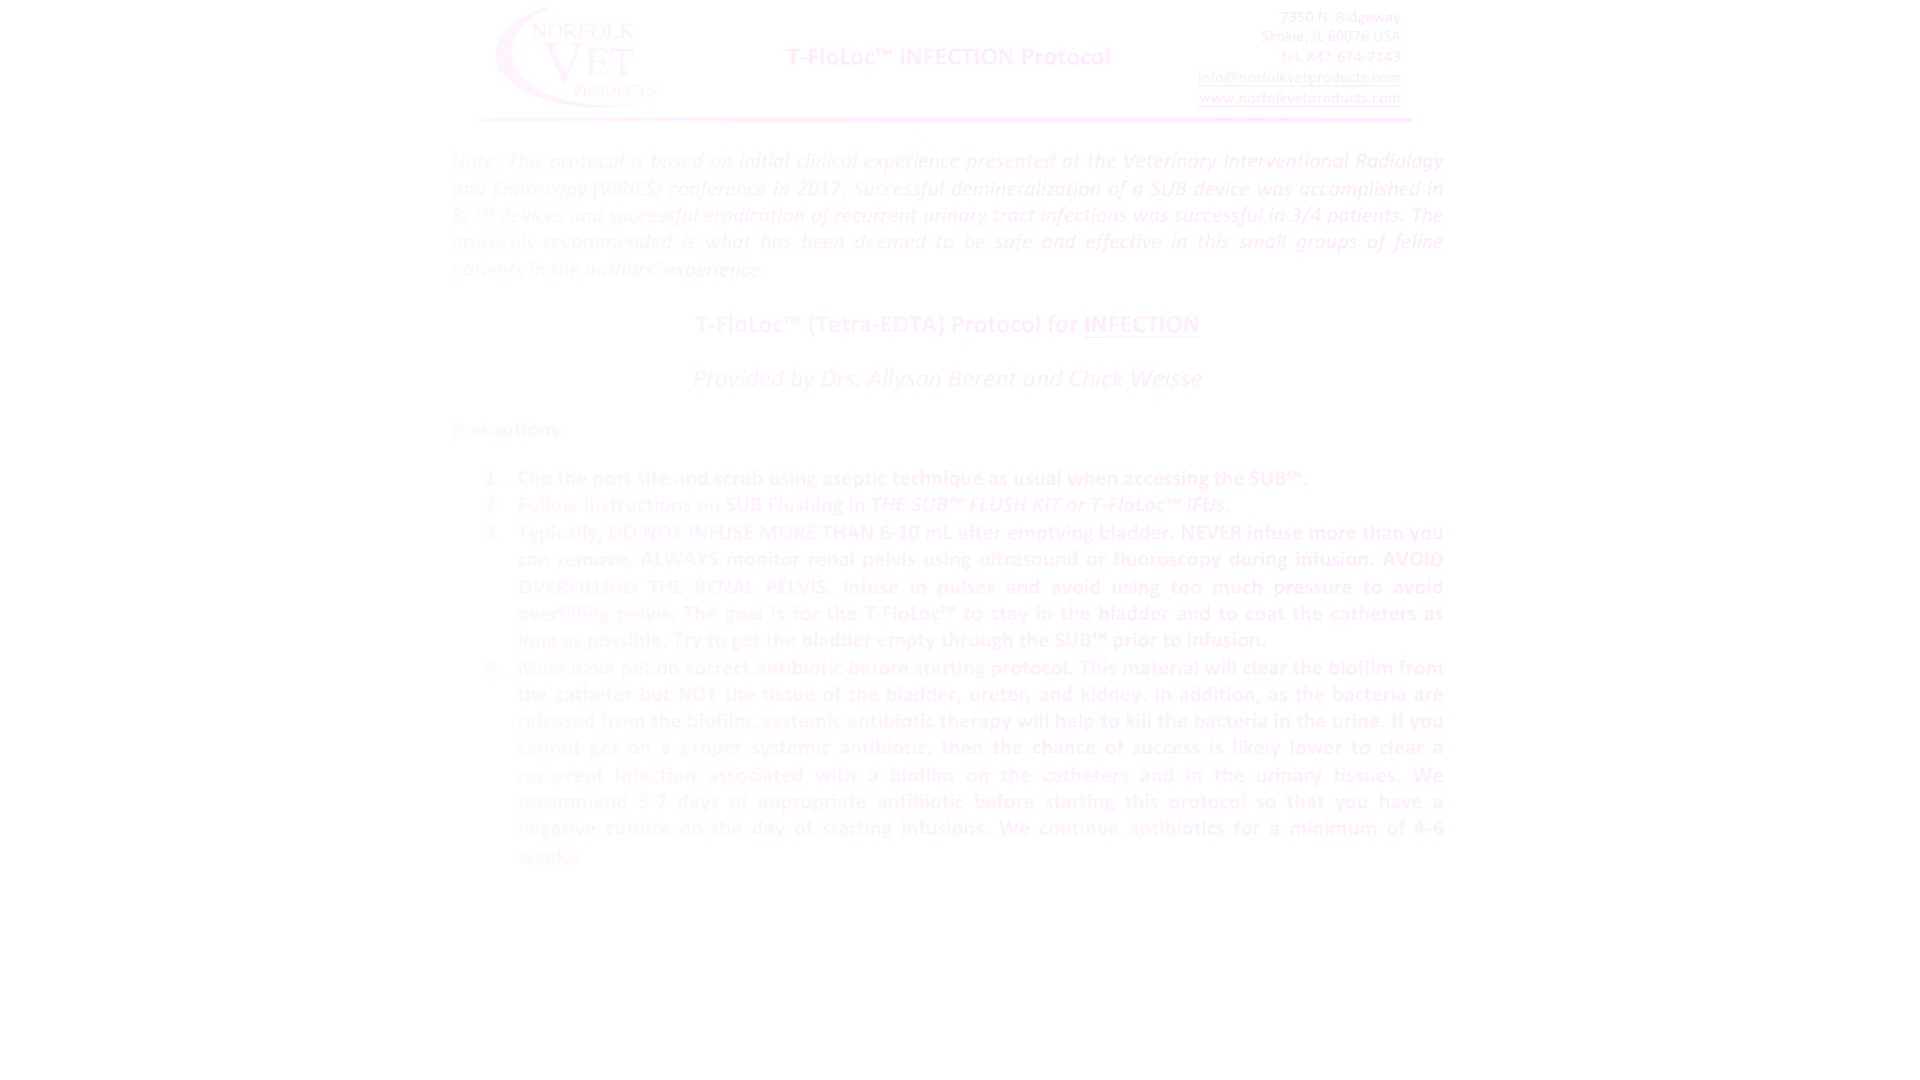 NORFOLK
VET
PRODUCTS
T-FloLoc™ INFECTION Protocol
7350 N. Ridgeway
Skokie, IL 60076 USA
tel. 847-674-7143
info@norfolkvetproducts.com
www.norfolkvetproducts.com
Note: This protocol is based an initial clinical experience presented at the Veterinary Interventional Radiology
and Endoscopy (VIRIES) conference in 2017. Successful demineralization of a SUB device was accomplished in
8/10 devices and successful eradication of recurrent urinary tract infections was successful in 3/4 patients. The
protocols recommended is what has been deemed to be safe and effective in this small groups of feline
patients in the authors' experience.
T-FloLoc™ (Tetra-EDTA) Protocol for INFECTION
Provided by Drs. Allyson Berent and Chick Weisse
Precautions:
1. Clip the port site and scrub using aseptic technique as usual when accessing the SUB™.
2. Follow instructions on SUB Flushing in THE SUB™ FLUSH KIT or T-FloLoc™ IFUs.
3. Typically, DO NOT INFUSE MORE THAN 6-10 mL after emptying bladder. NEVER infuse more than you
can remove. ALWAYS monitor renal pelvis using ultrasound or fluoroscopy during infusion. AVOID
OVERFILLING THE RENAL PELVIS. Infuse in pulses and avoid using too much pressure to avoid
overfilling pelvis. The goal is for the T-FloLoc™ to stay in the bladder and to coat the catheters as
long as possible. Try to get the bladder empty through the SUB™ prior to infusion.
4. Must have pet on correct antibiotic before starting protocol. This material will clear the biofilm from
the catheter but NOT the tissue of the bladder, ureter, and kidney. In addition, as the bacteria are
released from the biofilm, systemic antibiotic therapy will help to kill the bacteria in the urine. If you
cannot get on a proper systemic antibiotic, then the chance of success is likely lower to clear a
recurrent infection associated with a biofilm on the catheters and in the urinary tissues. We
recommend 3-7 days of appropriate antibiotic before starting this protocol so that you have a
negative culture on the day of starting infusions. We continue antibiotics for a minimum of 4-6
weeks.